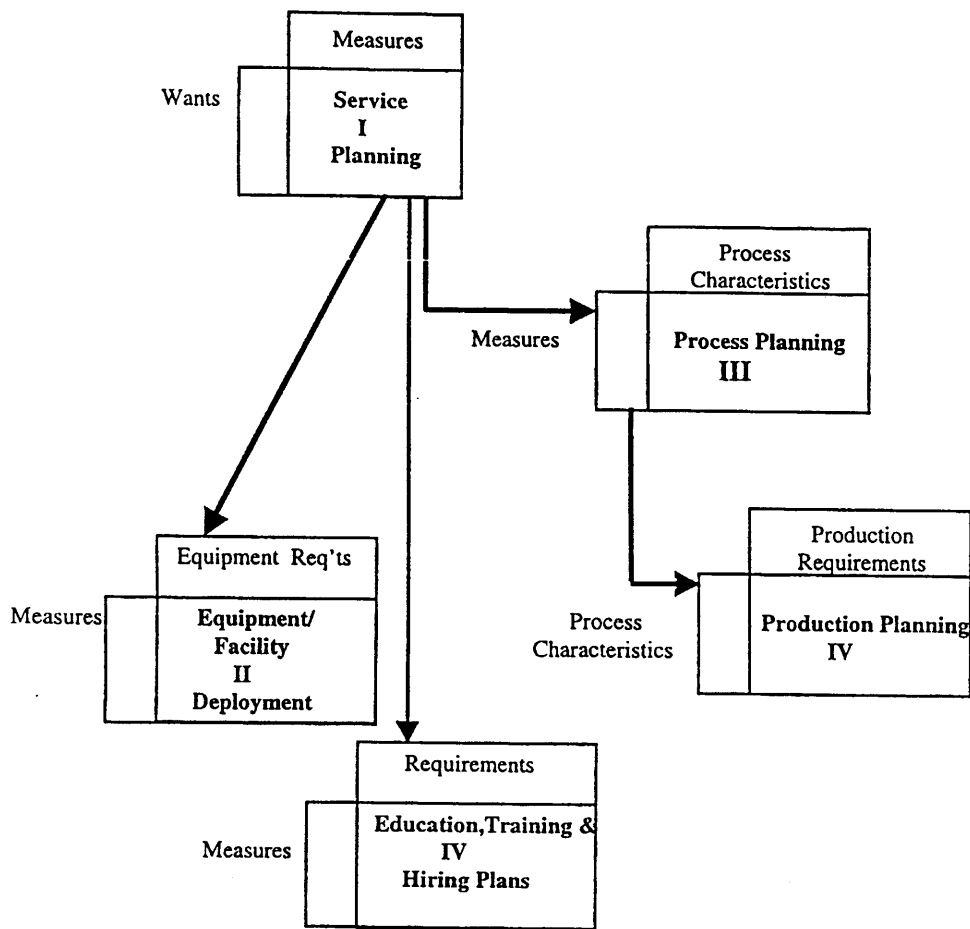 Measures
Wants
Service
I
Planning
Process
Characteristics
Measures
Process Planning
III
Equipment Req'ts
Measures
Equipment/
Facility
II
Deployment
Production
Requirements
Process
Characteristics
Production Planning
IV
Requirements
Measures
Education,Training &
IV
Hiring Plans